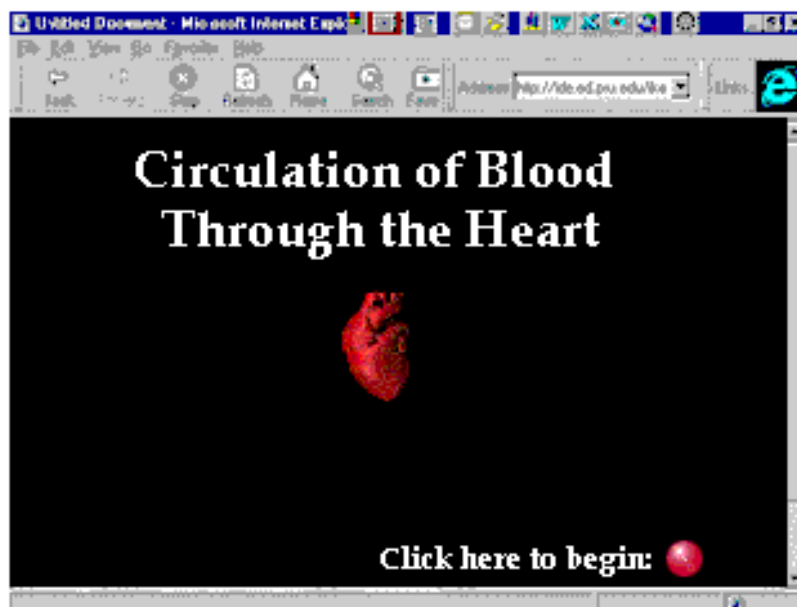 Untitled Document - Microsoft Internet Explo
File Edit View Go Favorites Help
Back Stop Refresh Home Search Address Links
Circulation of Blood
Through the Heart
Click here to begin: